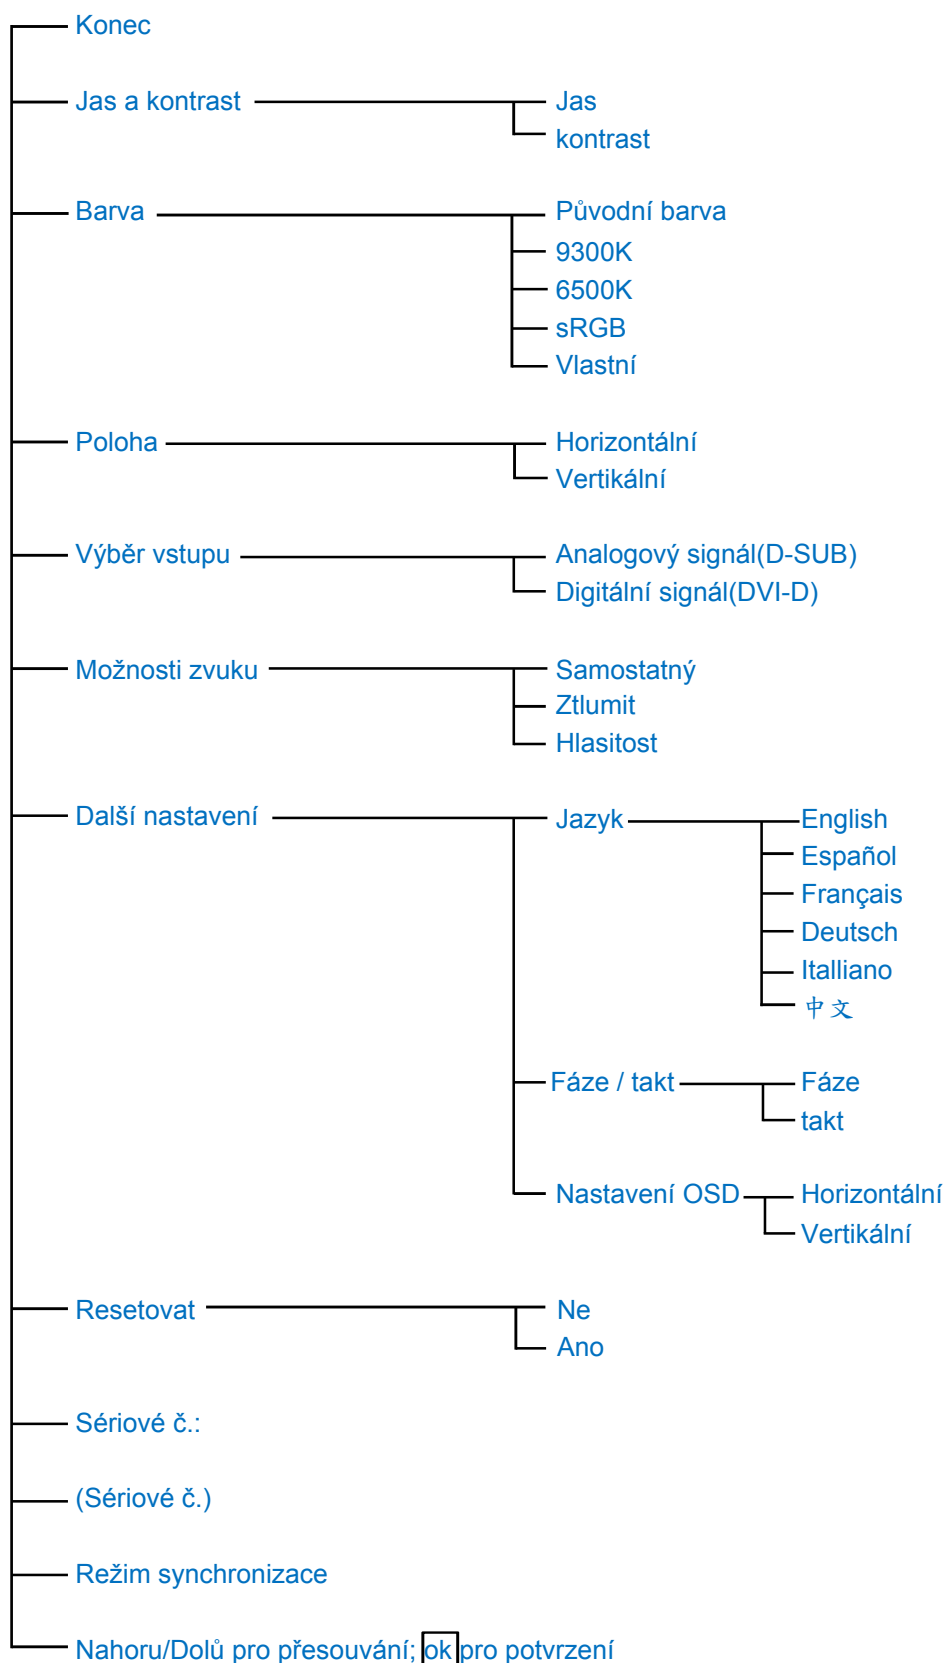 Konec
Jas a kontrast
Jas
kontrast
Barva
Původní barva
9300K
6500K
sRGB
Vlastní
Poloha
Horizontální
Vertikální
Výběr vstupu
Analogový signál(D-SUB)
Digitální signál(DVI-D)
Možnosti zvuku
Samostatný
Ztlumit
Hlasitost
Další nastavení
Jazyk
English
Español
Français
Deutsch
Italliano
中文
Fáze / takt
Fáze
takt
Nastavení OSD
Horizontální
Vertikální
Resetovat
Ne
Ano
Sériové č.:
(Sériové č.)
Režim synchronizace
Nahoru/Dolů pro přesouvání; ok pro potvrzení